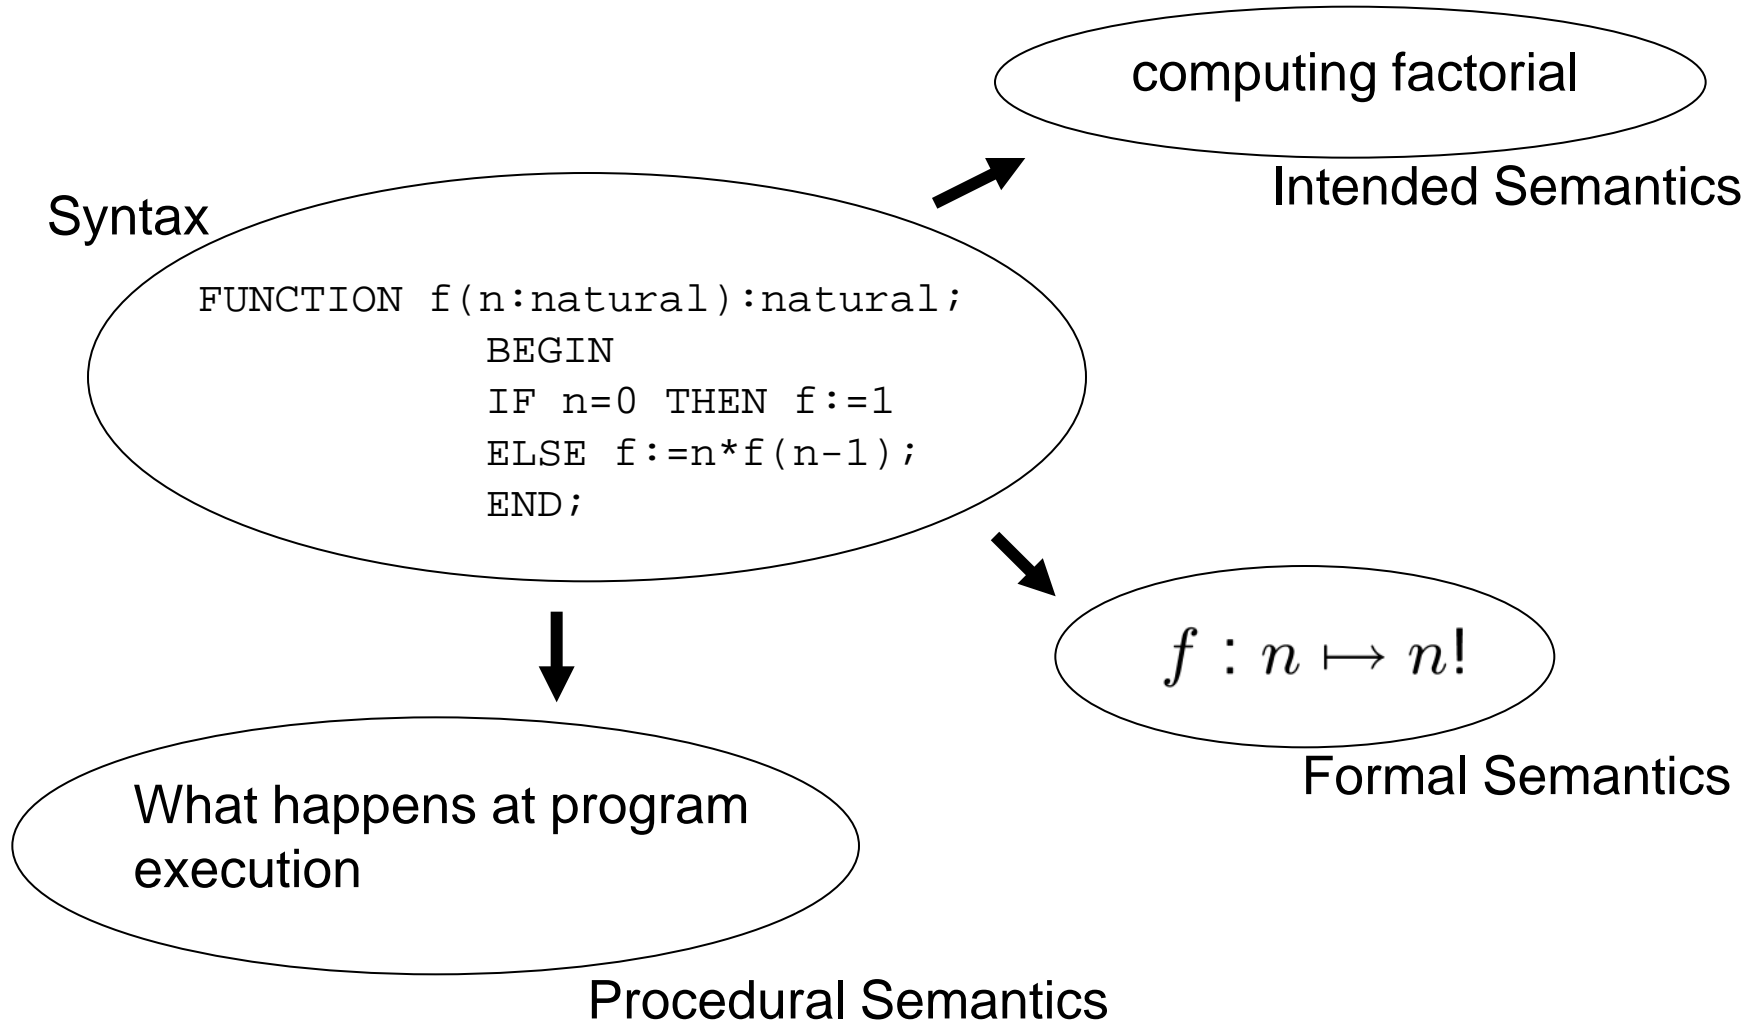 computing factorial
Intended Semantics
Syntax
FUNCTION f(n:natural):natural;
BEGIN
IF n=0 THEN f:=1
ELSE f:=n*f(n-1);
END;
f : n ↦ n!
Formal Semantics
What happens at program
execution
Procedural Semantics